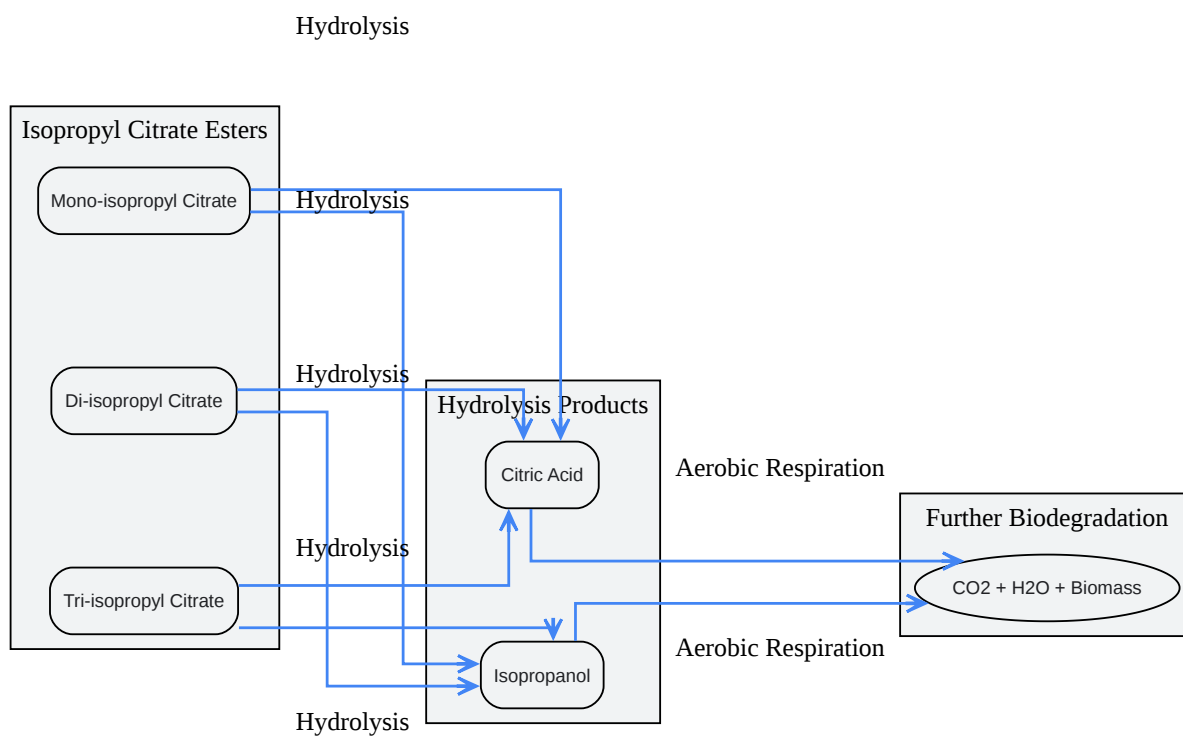 Hydrolysis
Isopropyl Citrate Esters
Mono-isopropyl Citrate
Hydrolysis
Hydrolysis
Di-isopropyl Citrate
Hydrolysis Products
Citric Acid
Aerobic Respiration
Further Biodegradation
Hydrolysis
CO2 + H2O + Biomass
Tri-isopropyl Citrate
Aerobic Respiration
Isopropanol
Hydrolysis